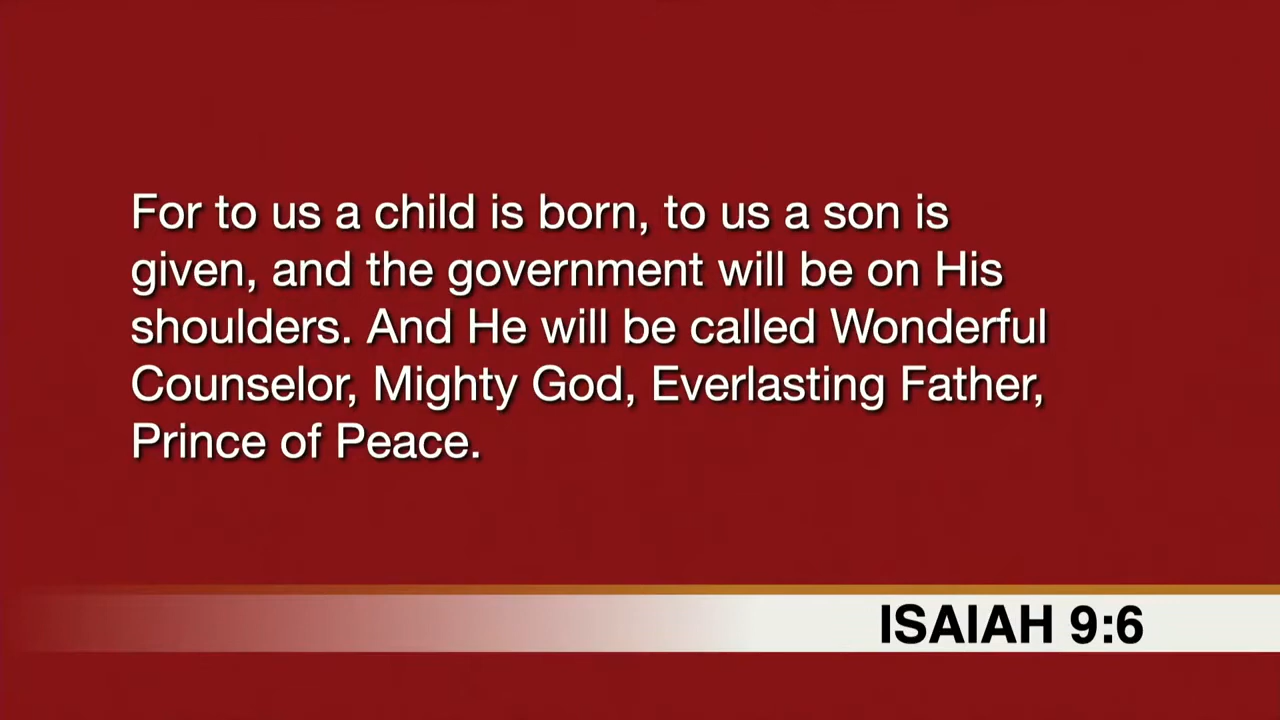 For to us a child is born, to us a son is
given, and the government will be on His
shoulders. And He will be called Wonderful
Counselor, Mighty God, Everlasting Father,
Prince of Peace.
ISAIAH 9:6